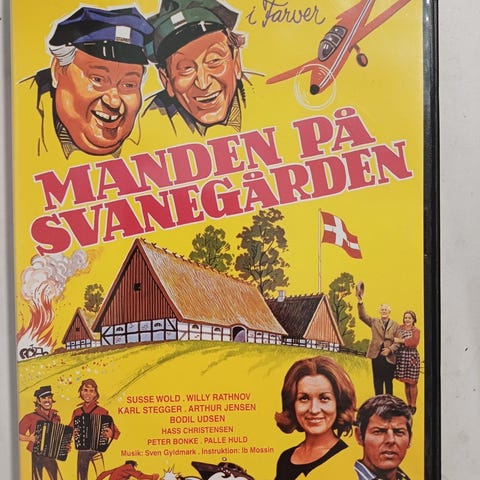 i Farver
MANDEN PÅ
SVANEGÅRDEN
SUSSE WOLD . WILLY RATHNOV
KARL STEGGER . ARTHUR JENSEN
BODIL UDSEN
HASS CHRISTENSEN
PETER BONKE . PALLE HULD
Musik: Sven Gyldmark . Instruktion: Ib Mossin